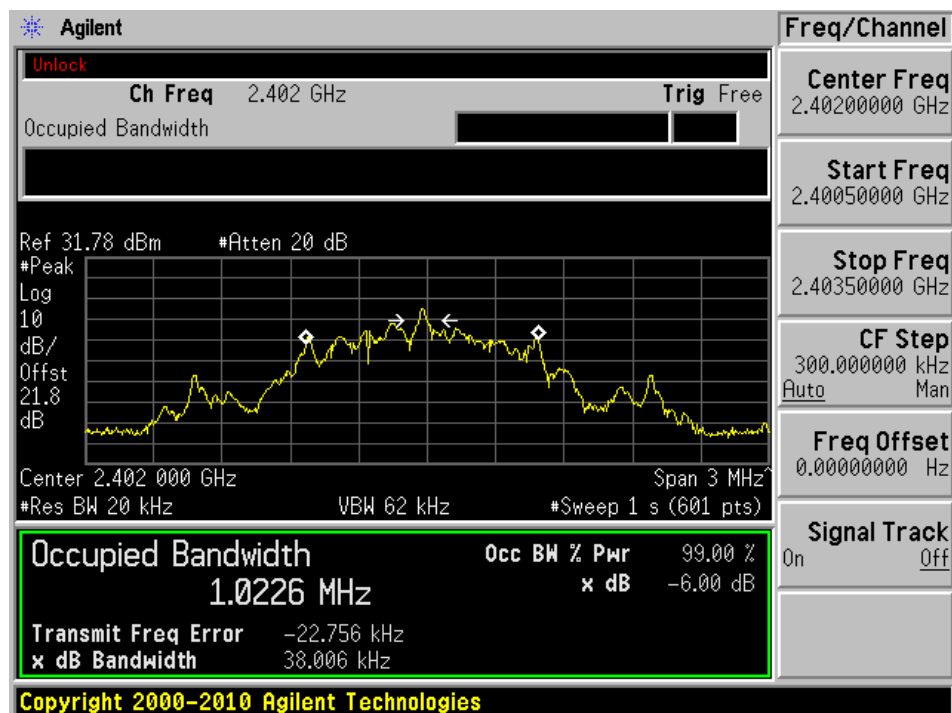 Agilent
Freq/Channel
Unlock
Ch Freq 2.402 GHz Trig Free
Occupied Bandwidth
Center Freq
2.40200000 GHz
Start Freq
2.40050000 GHz
Stop Freq
2.40350000 GHz
CF Step
300.000000 kHz
Auto Man
Freq Offset
0.00000000 Hz
Signal Track
On Off
Ref 31.78 dBm #Atten 20 dB
#Peak
Log
10
dB/
Offst
21.8
dB
Center 2.402 000 GHz Span 3 MHz^
#Res BW 20 kHz VBW 62 kHz #Sweep 1 s (601 pts)
Occupied Bandwidth
1.0226 MHz
Occ BW % Pwr 99.00 %
x dB -6.00 dB
Transmit Freq Error -22.756 kHz
x dB Bandwidth 38.006 kHz
Copyright 2000-2010 Agilent Technologies